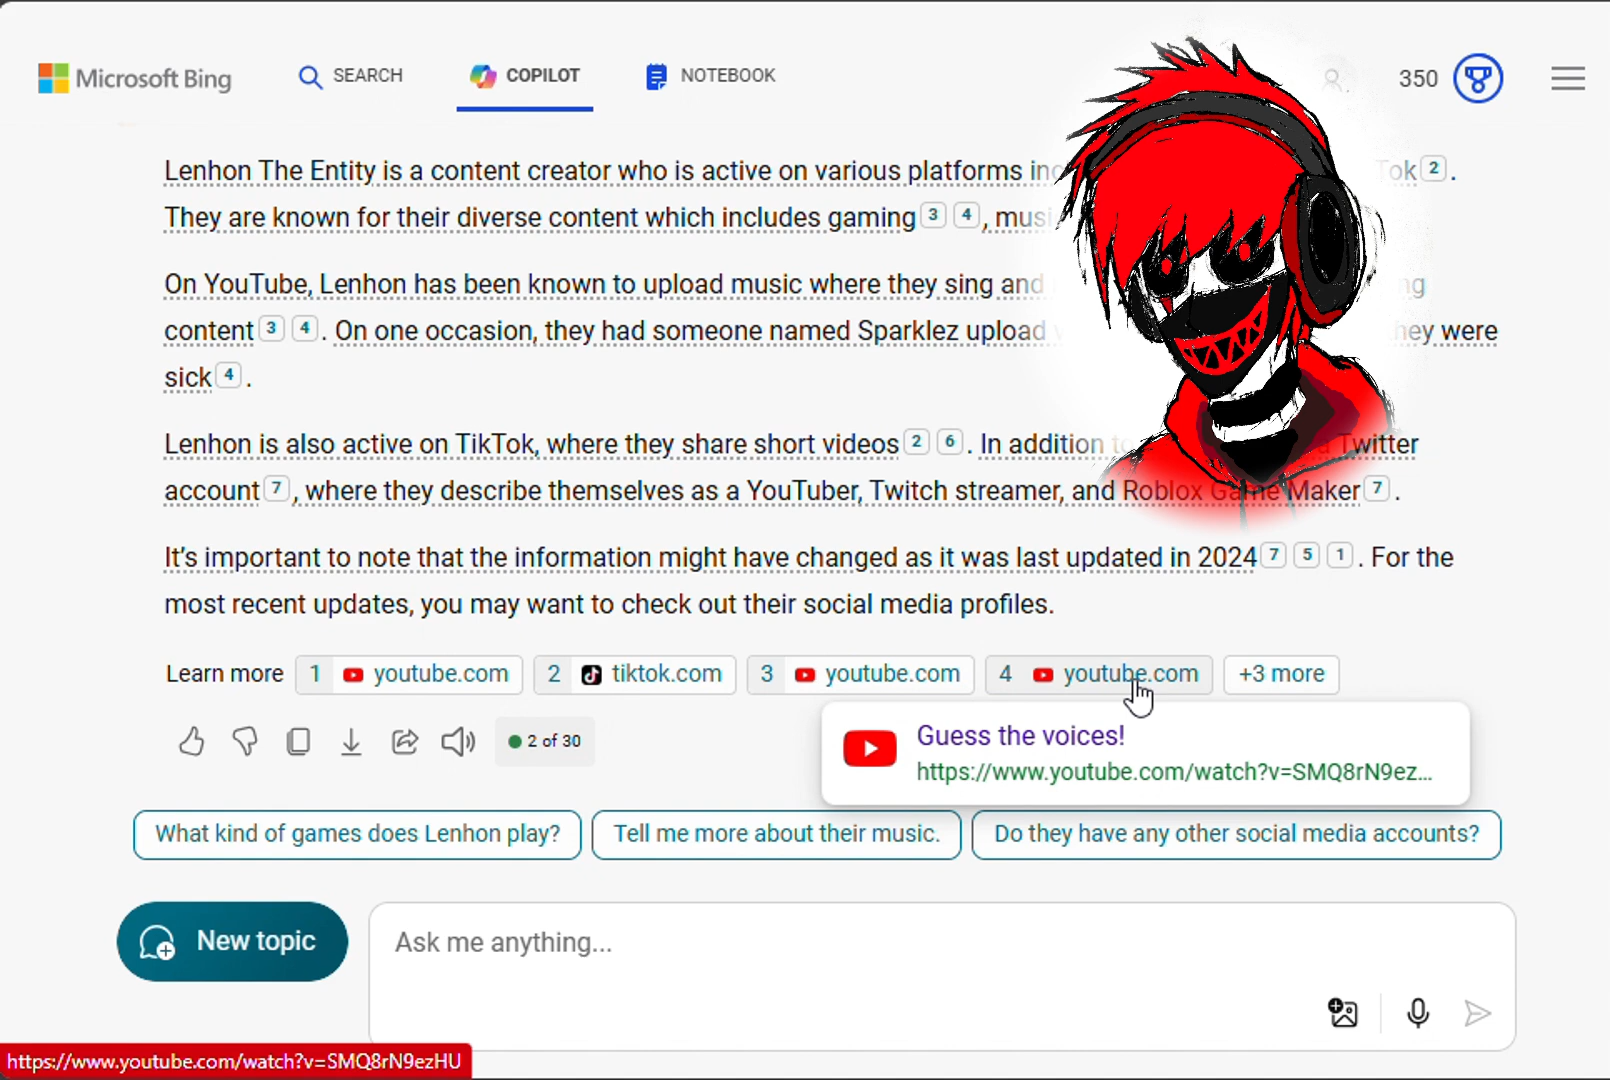 Microsoft Bing SEARCH COPILOT NOTEBOOK 350
Lenhon The Entity is a content creator who is active on various platforms inc Tok 2 .
They are known for their diverse content which includes gaming 3 4 , musi
On YouTube, Lenhon has been known to upload music where they sing and ng
content 3 4 . On one occasion, they had someone named Sparklez upload hey were
sick 4 .
Lenhon is also active on TikTok, where they share short videos 2 6 . In addition to a Twitter
account 7 , where they describe themselves as a YouTuber, Twitch streamer, and Roblox Game Maker 7 .
It's important to note that the information might have changed as it was last updated in 2024 7 5 1 . For the
most recent updates, you may want to check out their social media profiles.
Learn more 1 youtube.com 2 tiktok.com 3 youtube.com 4 youtube.com +3 more
2 of 30
Guess the voices!
https://www.youtube.com/watch?v=SMQ8rN9ez...
What kind of games does Lenhon play? Tell me more about their music. Do they have any other social media accounts?
New topic Ask me anything...
https://www.youtube.com/watch?v=SMQ8rN9ezHU